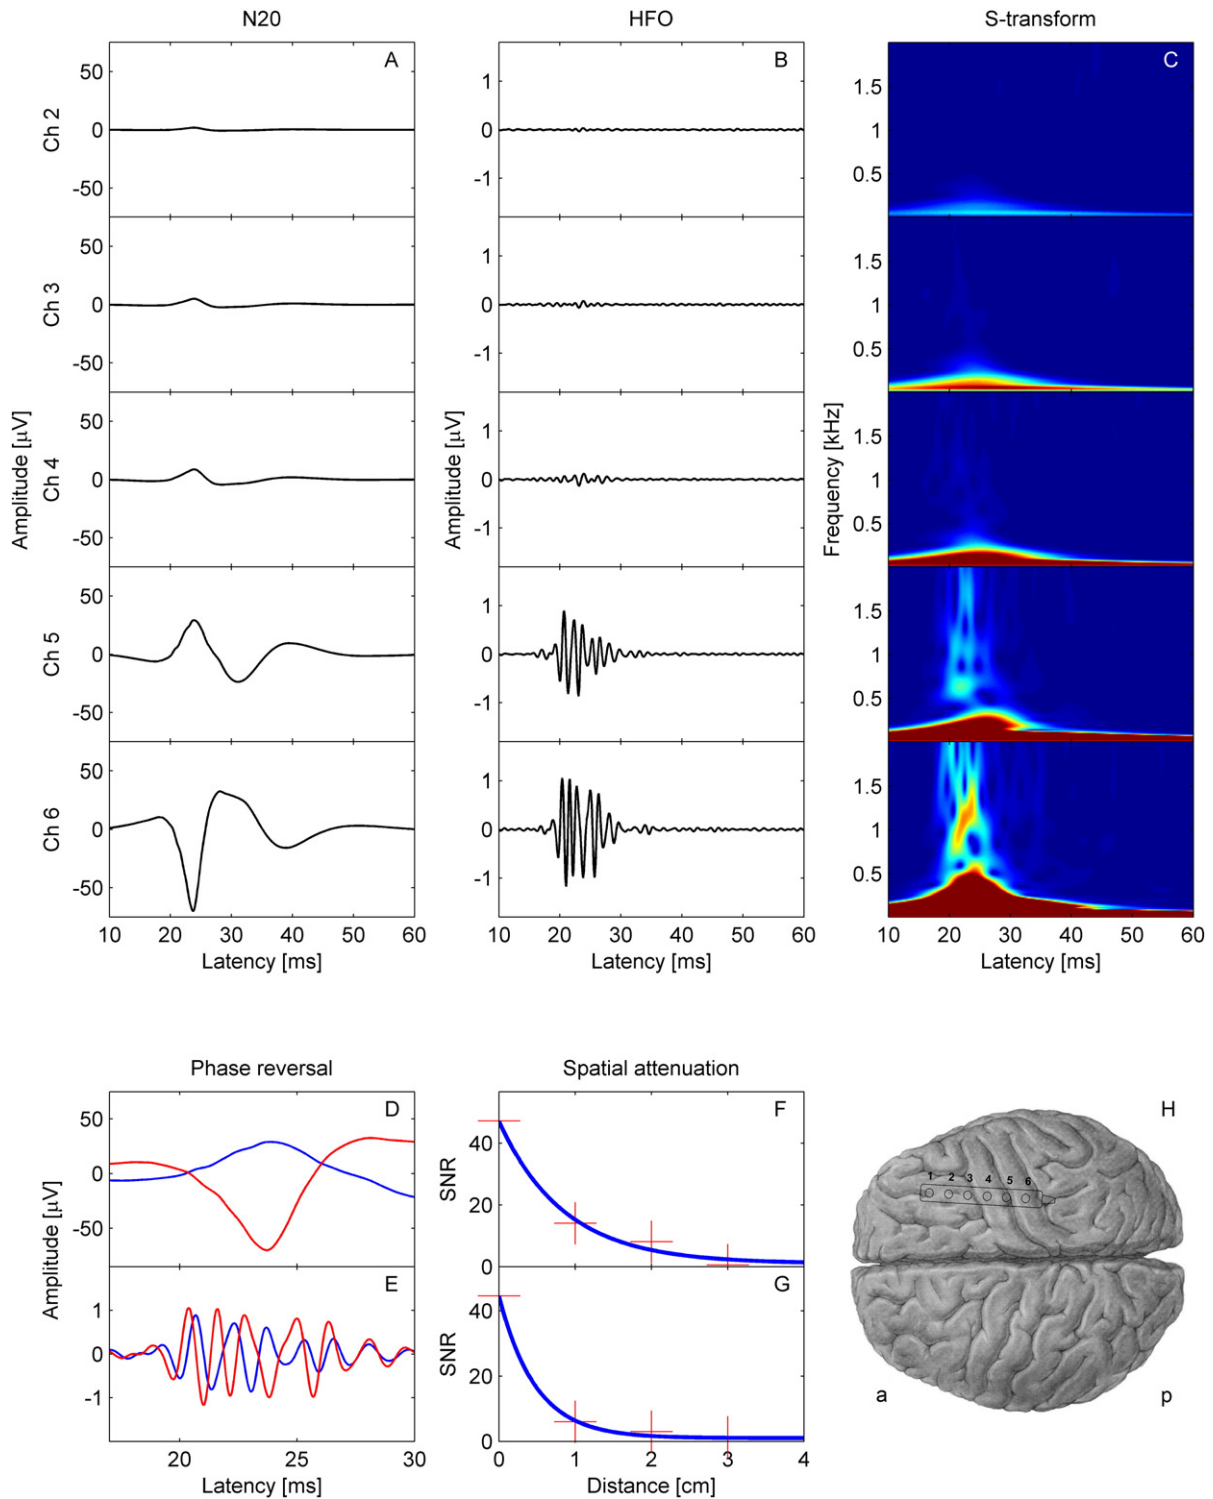 N20 HFO S-transform
A B C
50 1 1.5
0 0 1
-50 -1 0.5
Ch 2
50 1 1.5
0 0 1
-50 -1 0.5
Ch 3
50 1 1.5
0 0 1
-50 -1 0.5
Ch 4
Amplitude [μV] Amplitude [μV] Frequency [kHz]
50 1 1.5
0 0 1
-50 -1 0.5
Ch 5
50 1 1.5
0 0 1
-50 -1 0.5
Ch 6
10 20 30 40 50 60 10 20 30 40 50 60 10 20 30 40 50 60
Latency [ms] Latency [ms] Latency [ms]
Phase reversal Spatial attenuation
D F H
50
0
-50
40
20
0
SNR
Amplitude [μV]
1 2 3 4 5 6
E G
1
0
-1
40
20
0
SNR
a p
20 25 30 0 1 2 3 4
Latency [ms] Distance [cm]